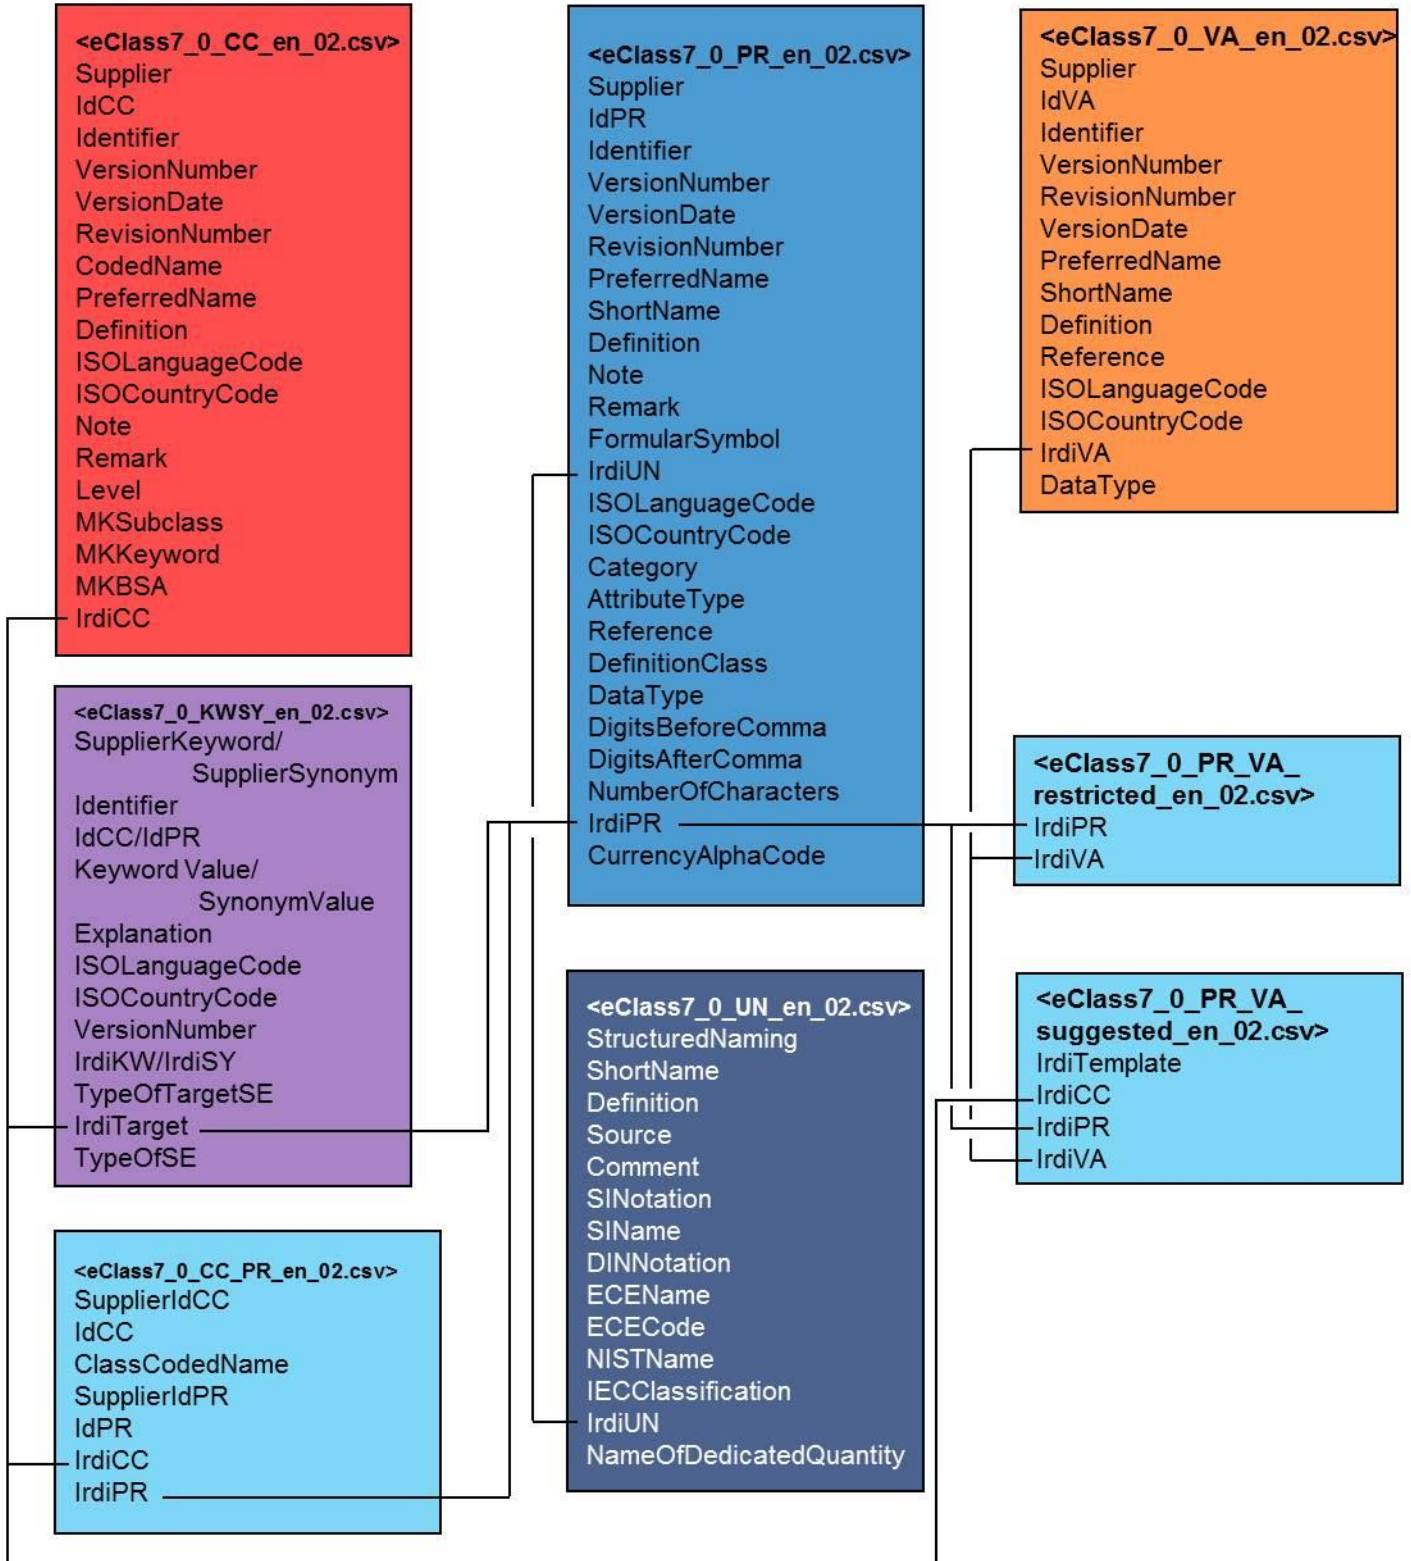 <eClass7_0_CC_en_02.csv>
Supplier
IdCC
Identifier
VersionNumber
VersionDate
RevisionNumber
CodedName
PreferredName
Definition
ISOLanguageCode
ISOCountryCode
Note
Remark
Level
MKSubclass
MKKeyword
MKBSA
IrdiCC
<eClass7_0_KWSY_en_02.csv>
SupplierKeyword/
SupplierSynonym
Identifier
IdCC/IdPR
Keyword Value/
SynonymValue
Explanation
ISOLanguageCode
ISOCountryCode
VersionNumber
IrdiKW/IrdiSY
TypeOfTargetSE
IrdiTarget
TypeOfSE
<eClass7_0_CC_PR_en_02.csv>
SupplierIdCC
IdCC
ClassCodedName
SupplierIdPR
IdPR
IrdiCC
IrdiPR
<eClass7_0_PR_en_02.csv>
Supplier
IdPR
Identifier
VersionNumber
VersionDate
RevisionNumber
PreferredName
ShortName
Definition
Note
Remark
FormularSymbol
IrdiUN
ISOLanguageCode
ISOCountryCode
Category
AttributeType
Reference
DefinitionClass
DataType
DigitsBeforeComma
DigitsAfterComma
NumberOfCharacters
IrdiPR
CurrencyAlphaCode
<eClass7_0_UN_en_02.csv>
StructuredNaming
ShortName
Definition
Source
Comment
SINotation
SIName
DINNotation
ECEName
ECECode
NISTName
IECClassification
IrdiUN
NameOfDedicatedQuantity
<eClass7_0_VA_en_02.csv>
Supplier
IdVA
Identifier
VersionNumber
RevisionNumber
VersionDate
PreferredName
ShortName
Definition
Reference
ISOLanguageCode
ISOCountryCode
IrdiVA
DataType
<eClass7_0_PR_VA_
restricted_en_02.csv>
IrdiPR
IrdiVA
<eClass7_0_PR_VA_
suggested_en_02.csv>
IrdiTemplate
IrdiCC
IrdiPR
IrdiVA